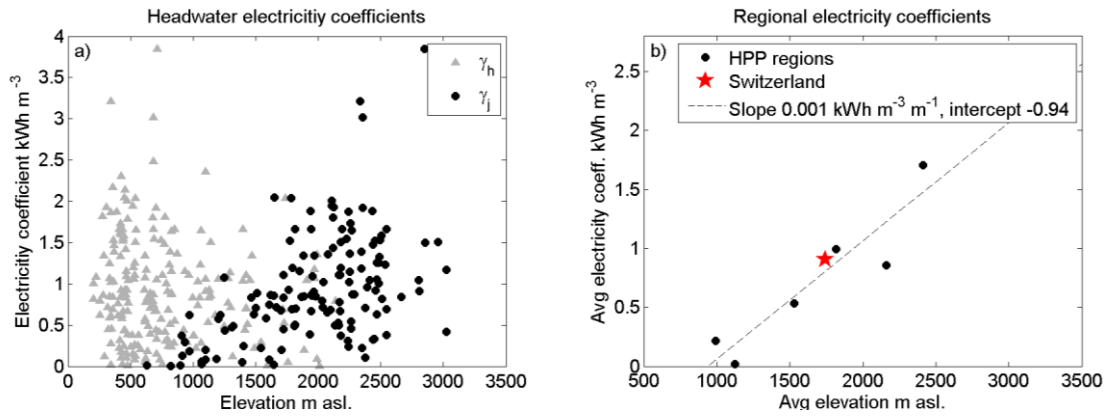 Headwater electricitiy coefficients
a)
γh
γj
4
3.5
3
2.5
2
1.5
1
0.5
0
Electricitiy coefficient kWh m-3
0 500 1000 1500 2000 2500 3000 3500
Elevation m asl.
Regional electricity coefficients
b)
HPP regions
Switzerland
Slope 0.001 kWh m-3 m-1, intercept -0.94
2.5
2
1.5
1
0.5
0
Avg electricity coeff. kWh m-3
500 1000 1500 2000 2500 3000 3500
Avg elevation m asl.